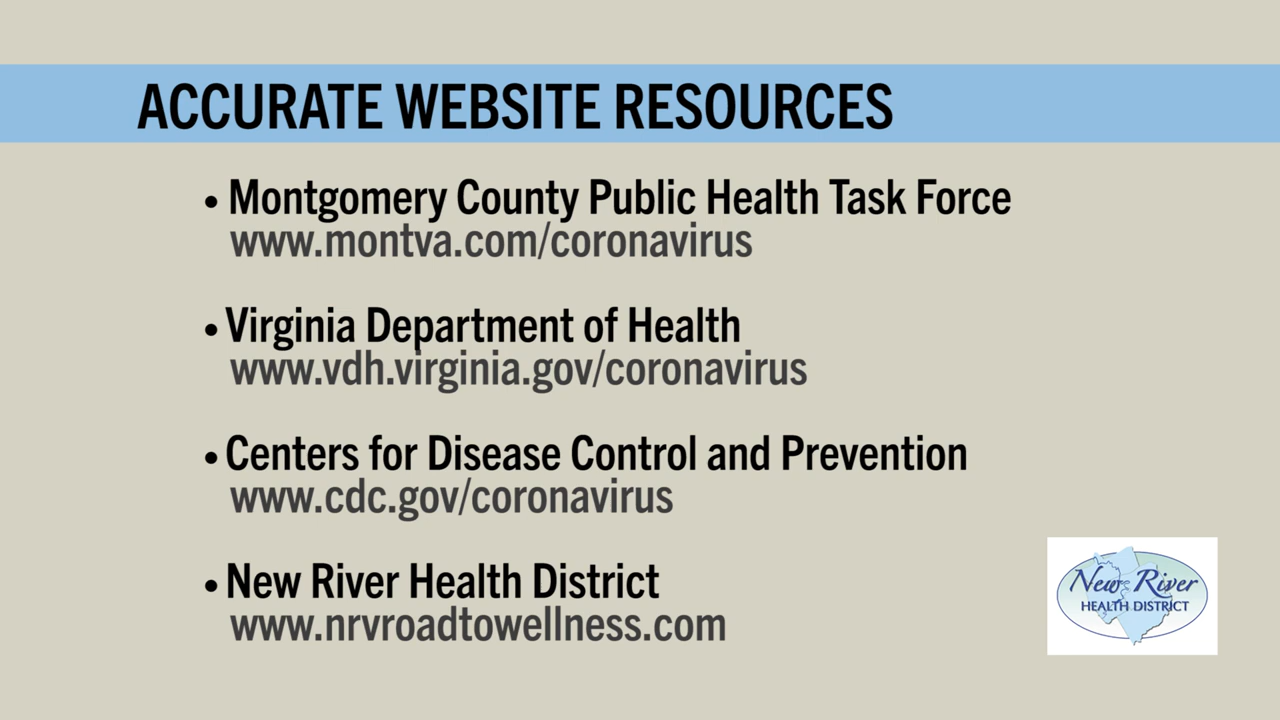 ACCURATE WEBSITE RESOURCES
• Montgomery County Public Health Task Force
www.montva.com/coronavirus
• Virginia Department of Health
www.vdh.virginia.gov/coronavirus
• Centers for Disease Control and Prevention
www.cdc.gov/coronavirus
• New River Health District
www.nrvroadtowellness.com
New River
HEALTH DISTRICT